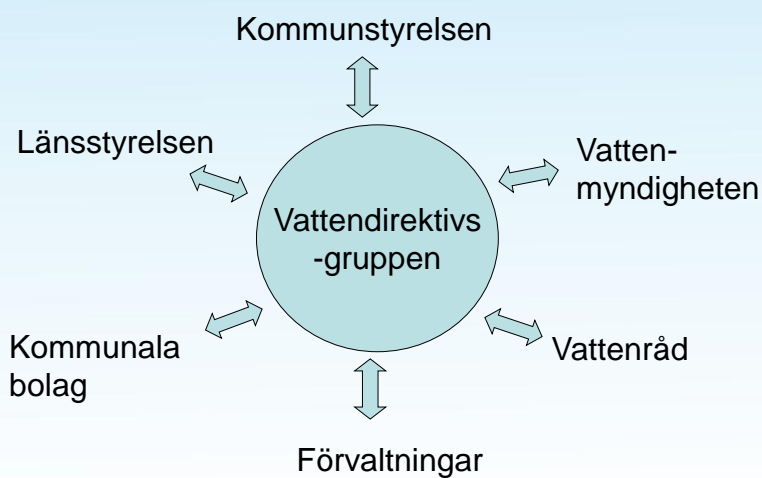 Kommunstyrelsen
Länsstyrelsen
Vatten-
myndigheten
Vattendirektivs
-gruppen
Kommunala
bolag
Vattenråd
Förvaltningar